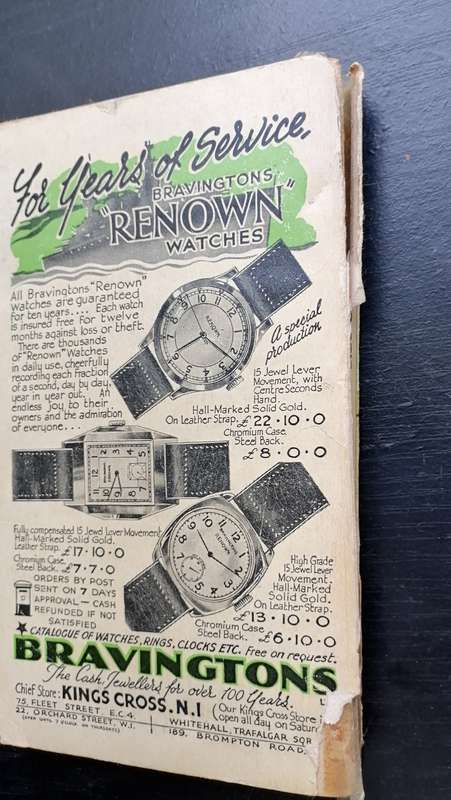 For Years of Service,
BRAVINGTONS
"RENOWN"
WATCHES
All Bravingtons "Renown"
Watches are guaranteed
for ten years.... Each watch
is insured free for twelve
months against loss or theft.
There are thousands
of "Renown" Watches
in daily use, cheerfully
recording each fraction
of a second, day by day,
year in year out. An
endless joy to their
owners and the admiration
of everyone...
A special
production
15 Jewel Lever
Movement, with
Centre Seconds
Hand.
Hall-Marked Solid Gold.
On Leather Strap. £22·10·0
Chromium Case
Steel Back.
£8·0·0
Fully compensated 15 Jewel Lever Movement
Hall-Marked Solid Gold.
Leather Strap. £17·10·0
Chromium Case.
Steel Back. £7·7·0
High Grade
15 Jewel Lever
Movement.
Hall-Marked
Solid Gold.
On Leather Strap.
£13·10·0
Chromium Case
Steel Back. £6·10·0
ORDERS BY POST
SENT ON 7 DAYS
APPROVAL — CASH
REFUNDED IF NOT
SATISFIED
★ CATALOGUE OF WATCHES, RINGS, CLOCKS ETC. Free on request.
BRAVINGTONS
The Cash Jewellers for over 100 Years.
Chief Store: KINGS CROSS. N.1
(Our Kings Cross Store
open all day on Satur
75, FLEET STREET, E.C.4.
22, ORCHARD STREET, W.1.
(OPEN UNTIL 7 O'CLOCK ON THURSDAYS)
WHITEHALL, TRAFALGAR SQR
189, BROMPTON ROAD,